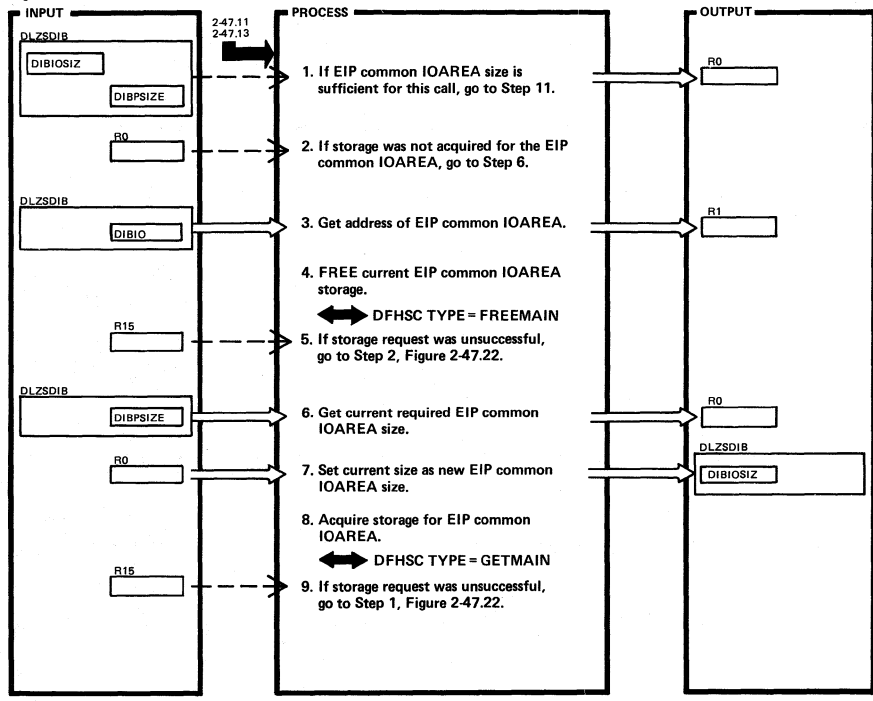 INPUT
PROCESS
OUTPUT
2-47.11
2-47.13
DLZSDIB
DIBIOSIZ
DIBPSIZE
1. If EIP common IOAREA size is
sufficient for this call, go to Step 11.
R0
R0
2. If storage was not acquired for the EIP
common IOAREA, go to Step 6.
DLZSDIB
DIBIO
3. Get address of EIP common IOAREA.
R1
4. FREE current EIP common IOAREA
storage.
DFHSC TYPE = FREEMAIN
R15
5. If storage request was unsuccessful,
go to Step 2, Figure 2-47.22.
DLZSDIB
DIBPSIZE
6. Get current required EIP common
IOAREA size.
R0
R0
7. Set current size as new EIP common
IOAREA size.
DLZSDIB
DIBIOSIZ
8. Acquire storage for EIP common
IOAREA.
DFHSC TYPE = GETMAIN
R15
9. If storage request was unsuccessful,
go to Step 1, Figure 2-47.22.